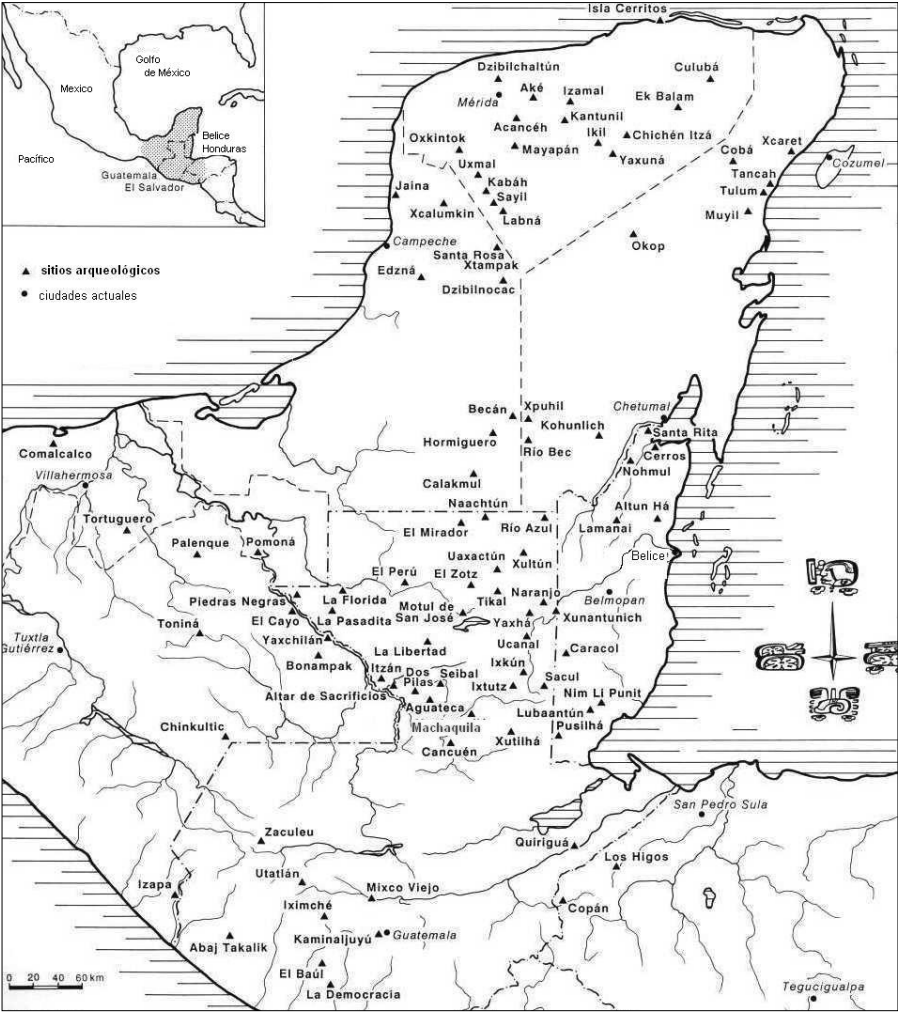 Isla Cerritos
Golfo
de México
Mexico
Belice
Honduras
Pacífico
Guatemala
El Salvador
sitios arqueológicos
ciudades actuales
Dzibilchaltún
Culubá
Mérida
Aké
Izamal
Ek Balam
Acancéh
Kantunil
Ikil
Chichén Itzá
Oxkintok
Mayapán
Yaxuná
Cobá
Xcaret
Cozumel
Uxmal
Kabáh
Tancah
Jaina
Sayil
Tulum
Xcalumkin
Labná
Muyil
Campeche
Okop
Santa Rosa
Xtampak
Edzná
Dzibilnocac
Becán
Xpuhil
Chetumal
Kohunlich
Santa Rita
Comalcalco
Hormiguero
Río Bec
Cerros
Nohmul
Villahermosa
Calakmul
Naachtún
Altun Há
Tortuguero
El Mirador
Río Azul
Lamanai
Palenque
Pomoná
Uaxactún
Xultún
Belice
El Perú
El Zotz
Piedras Negras
La Florida
Tikal
Naranjo
Belmopan
El Cayo
La Pasadita
Motul de
San José
Yaxhá
Xunantunich
Toniná
Tuxtla
Gutiérrez
Yaxchilán
Ucanal
La Libertad
Caracol
Bonampak
Itzán
Dos
Pilas
Seibal
Ixkún
Sacul
Altar de Sacrificios
Ixtutz
Nim Li Punit
Aguateca
Lubaantún
Chinkultic
Machaquila
Pusilhá
Cancuén
Xutilhá
San Pedro Sula
Zaculeu
Quiriguá
Los Higos
Utatlán
Mixco Viejo
Izapa
Iximché
Copán
Abaj Takalik
Kaminaljuyú
Guatemala
El Baúl
0 20 40 60 km
La Democracia
Tegucigalpa